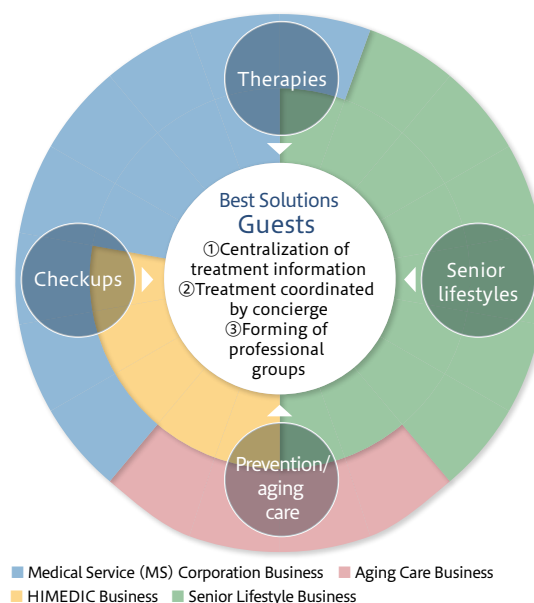 Therapies
Best Solutions
Guests
①Centralization of
treatment information
②Treatment coordinated
by concierge
③Forming of
professional
groups
Checkups
Senior
lifestyles
Prevention/
aging
care
Medical Service (MS) Corporation Business
Aging Care Business
HIMEDIC Business
Senior Lifestyle Business